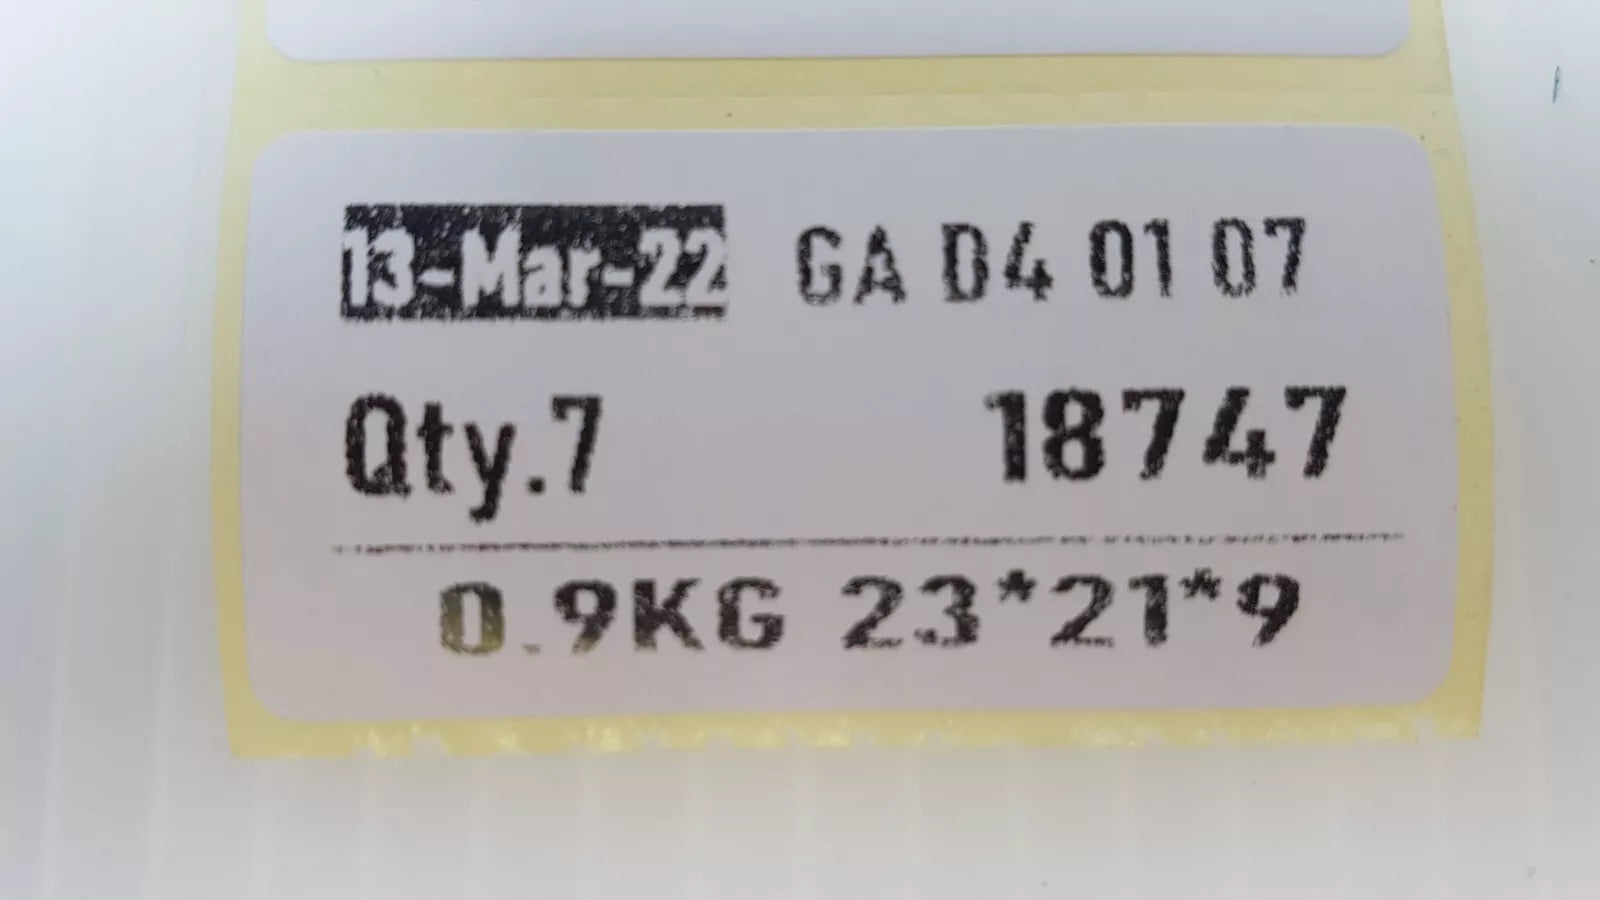 13-Mar-22 GA D4 01 07
Qty.7 18747
0.9KG 23*21*9